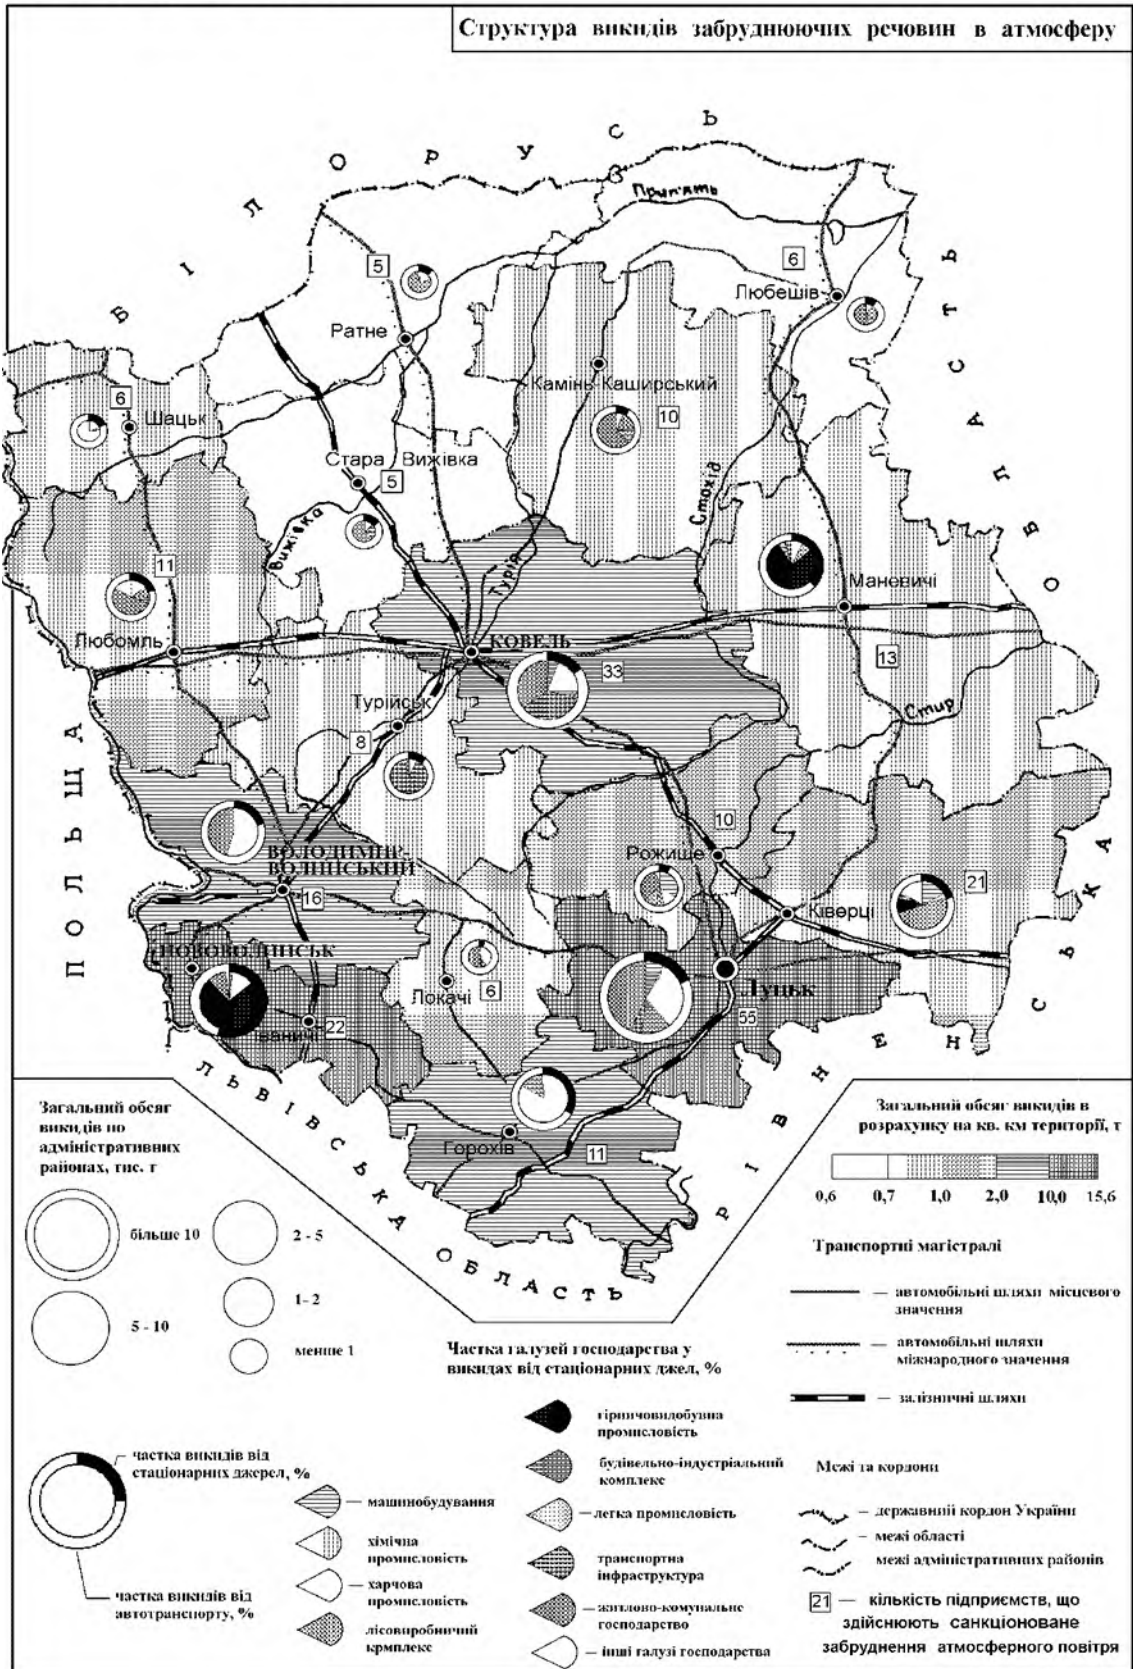 Структура викидів забруднюючих речовин в атмосферу
БІЛОРУСЬ
Прип'ять
5
6
Любешів
Ратне
Камінь-Каширський
10
6
Шацьк
Стара Вижівка
5
Вижівка
Турія
Стохід
11
Любомль
Маневичі
13
КОВЕЛЬ
33
Стир
Турійськ
8
ПОЛЬЩА
ВОЛОДИМИР-
ВОЛИНСЬКИЙ
16
10
Рожище
21
Ківерці
НОВОВОЛИНСЬК
Іваничі
22
Локачі
6
Луцьк
55
Горохів
11
ЛЬВІВСЬКА ОБЛАСТЬ
РІВНЕНСЬКА ОБЛАСТЬ
Загальний обсяг
викидів по
адміністративних
районах, тис. т
більше 10
2 - 5
5 - 10
1 - 2
менше 1
Загальний обсяг викидів в
розрахунку на кв. км території, т
0,6 0,7 1,0 2,0 10,0 15,6
Транспортні магістралі
— автомобільні шляхи місцевого
значення
— автомобільні шляхи
міжнародного значення
— залізничні шляхи
Частка галузей господарства у
викидах від стаціонарних джел, %
гірничовидобувна
промисловість
будівельно-індустріальний
комплекс
— легка промисловість
транспортна
інфраструктура
— житлово-комунальне
господарство
— інші галузі господарства
— машинобудування
хімічна
промисловість
— харчова
промисловість
лісовиробничий
крмплекс
частка викидів від
стаціонарних джерел, %
частка викидів від
автотранспорту, %
Межі та кордони
— державний кордон України
— межі області
— межі адміністративних районів
21 — кількість підприємств, що
здійснюють санкціоноване
забруднення атмосферного повітря